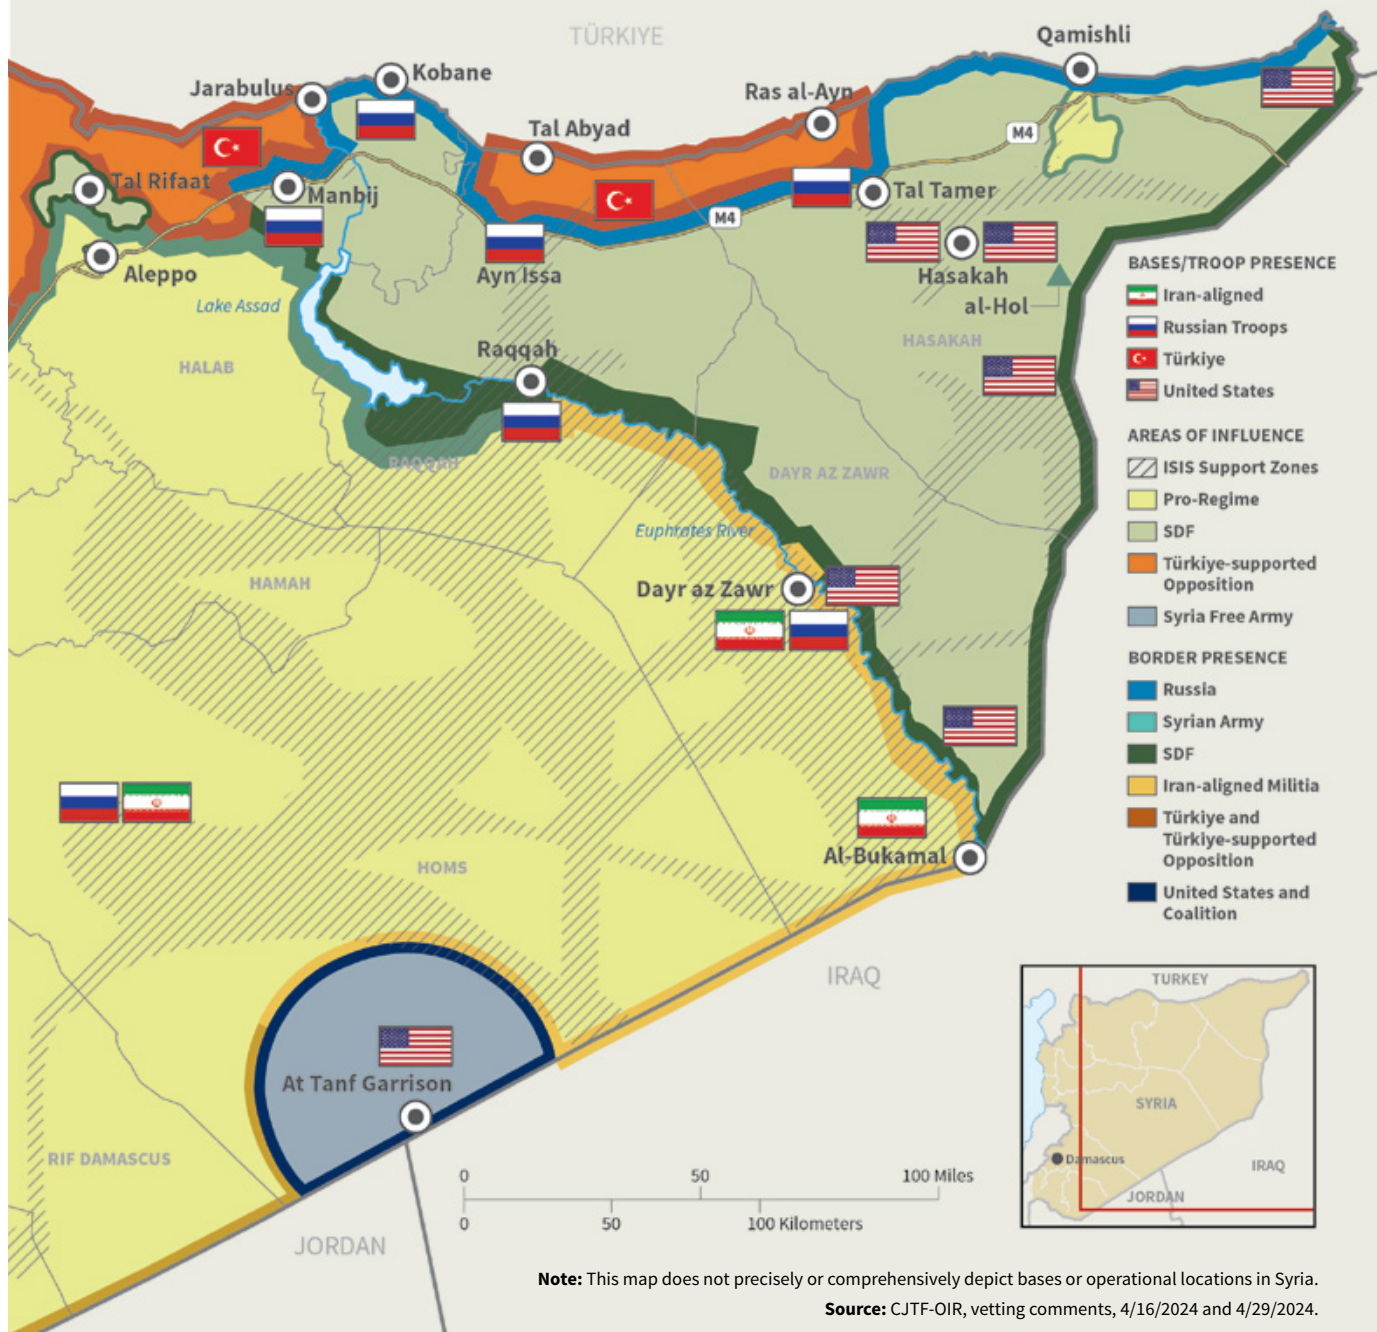 TÜRKIYE
Qamishli
Kobane
Jarabulus
Ras al-Ayn
Tal Abyad
M4
Tal Rifaat
Manbij
Tal Tamer
M4
Aleppo
Ayn Issa
Hasakah
al-Hol
Lake Assad
HASAKAH
Raqqah
HALAB
RAQQAH
DAYR AZ ZAWR
Euphrates River
HAMAH
Dayr az Zawr
Al-Bukamal
HOMS
IRAQ
At Tanf Garrison
RIF DAMASCUS
JORDAN
BASES/TROOP PRESENCE
Iran-aligned
Russian Troops
Türkiye
United States
AREAS OF INFLUENCE
ISIS Support Zones
Pro-Regime
SDF
Türkiye-supported
Opposition
Syria Free Army
BORDER PRESENCE
Russia
Syrian Army
SDF
Iran-aligned Militia
Türkiye and
Türkiye-supported
Opposition
United States and
Coalition
TURKEY
SYRIA
Damascus
IRAQ
JORDAN
0 50 100 Miles
0 50 100 Kilometers
Note: This map does not precisely or comprehensively depict bases or operational locations in Syria.
Source: CJTF-OIR, vetting comments, 4/16/2024 and 4/29/2024.